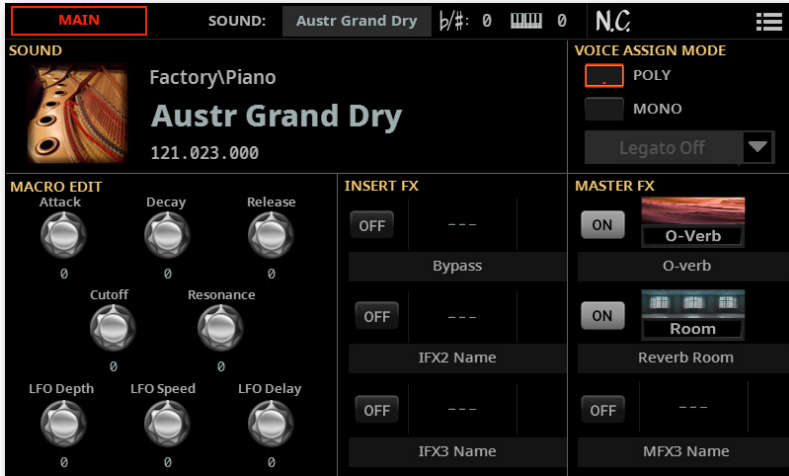 MAIN SOUND: Austr Grand Dry ♭/#: 0 0 N.C.
SOUND
Factory\Piano
Austr Grand Dry
121.023.000
VOICE ASSIGN MODE
POLY
MONO
Legato Off
MACRO EDIT
Attack Decay Release
0 0 0
Cutoff Resonance
0 0
LFO Depth LFO Speed LFO Delay
0 0 0
INSERT FX
OFF ---
Bypass
OFF ---
IFX2 Name
OFF ---
IFX3 Name
MASTER FX
ON O-Verb
O-verb
ON Room
Reverb Room
OFF ---
MFX3 Name